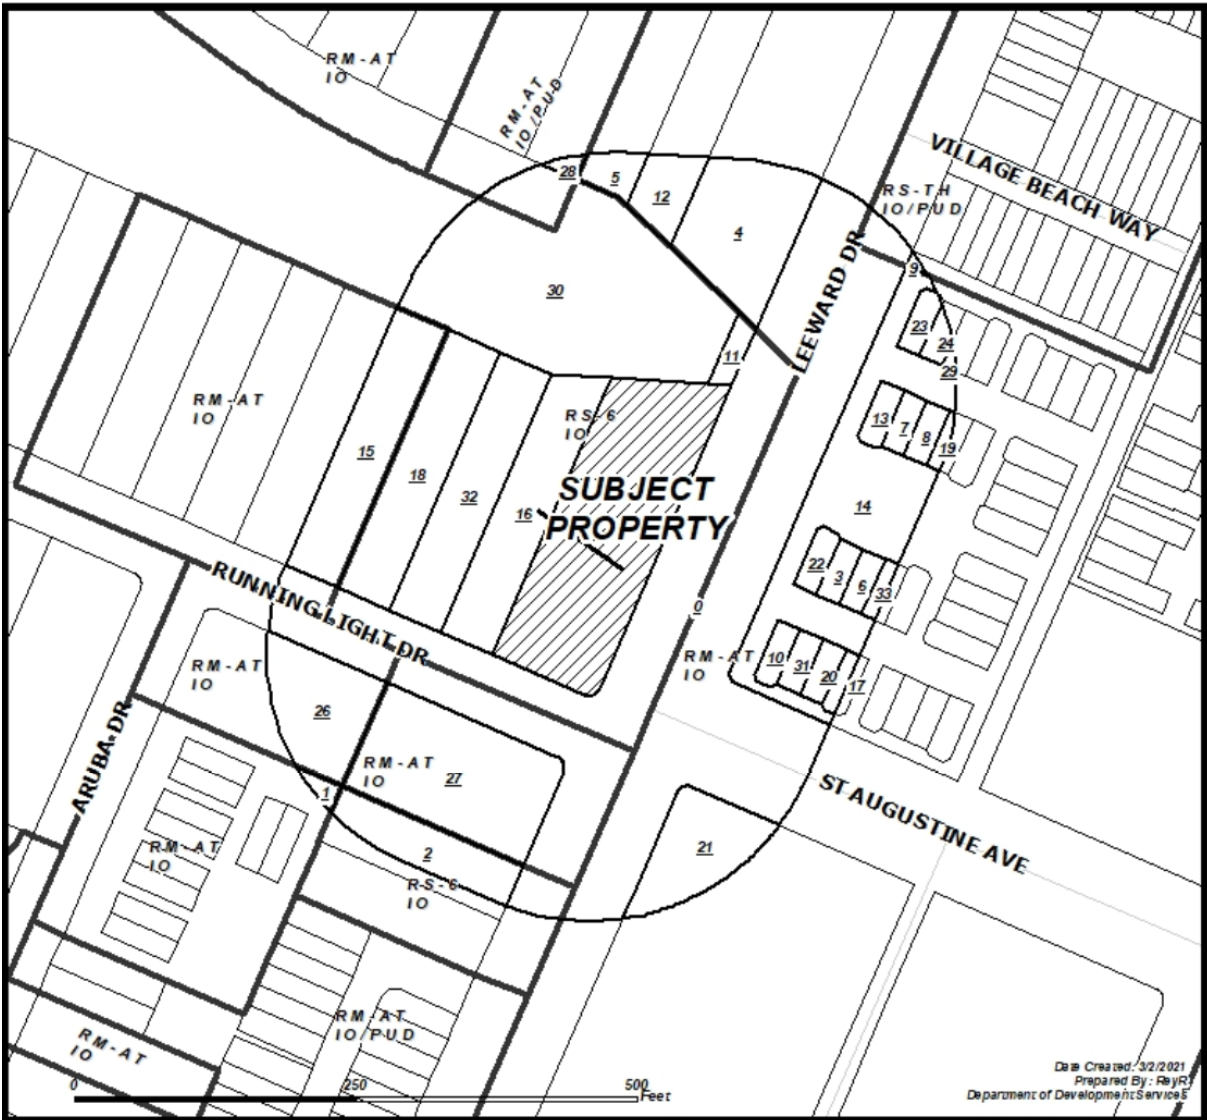 RM-AT
IO
RM-AT
IO/PUD
VILLAGE BEACH WAY
RS-TH
IO/PUD
28
5
12
4
9
30
LEEWARD DR
23
24
11
29
RM-AT
IO
RS-6
IO
13
7
8
19
15
18
32
16
SUBJECT
PROPERTY
14
22
3
6
33
RUNNING LIGHT DR
0
RM-AT
IO
RM-AT
IO
10
31
20
17
26
ARUBA DR
RM-AT
IO
27
1
ST AUGUSTINE AVE
RM-AT
IO
2
21
RS-6
IO
RM-AT
IO/PUD
RM-AT
IO
0
250
500
Feet
Date Created: 3/2/2021
Prepared By: RayR
Department of Development Services